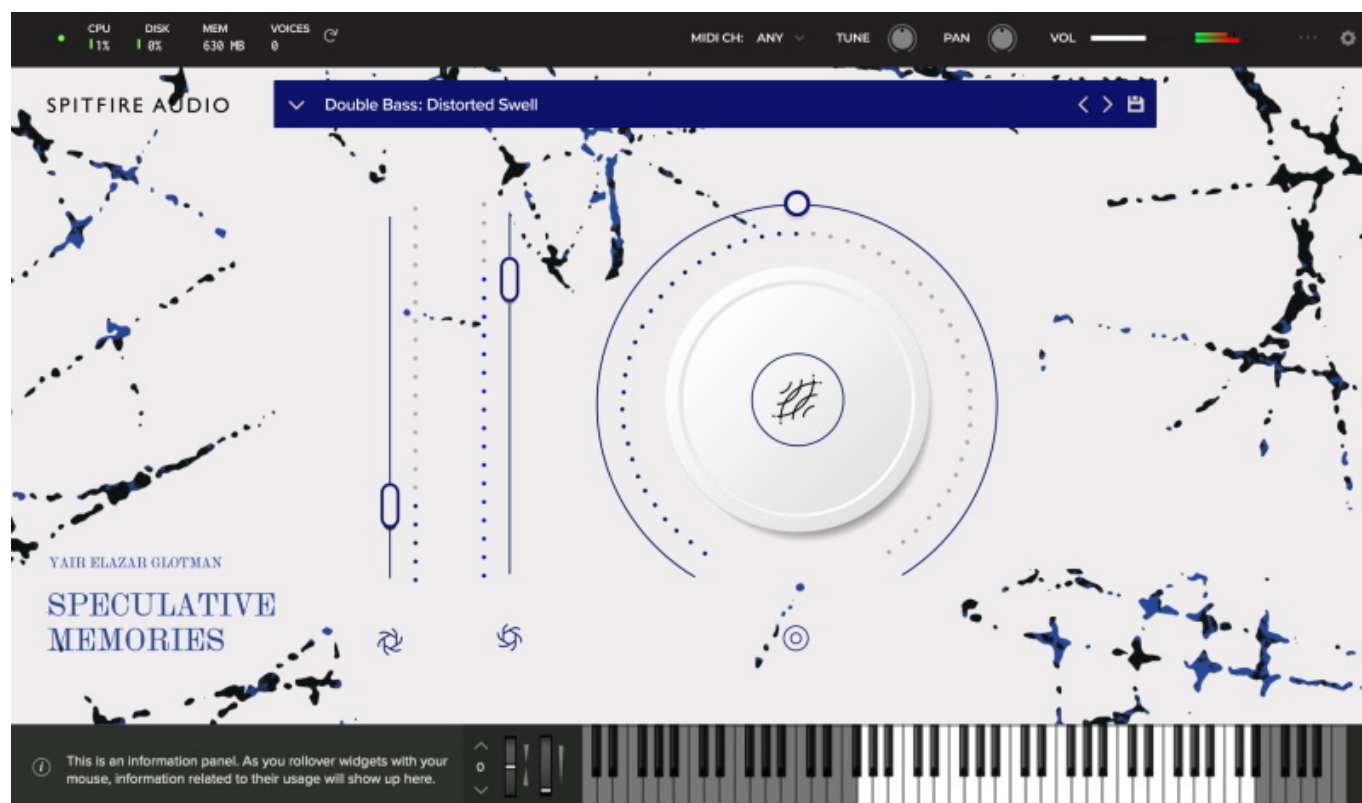 CPU DISK MEM VOICES
1% 0% 630 MB 0
MIDI CH: ANY TUNE PAN VOL
SPITFIRE AUDIO
Double Bass: Distorted Swell
YAIR ELAZAR GLOTMAN
SPECULATIVE
MEMORIES
This is an information panel. As you rollover widgets with your
mouse, information related to their usage will show up here.
0